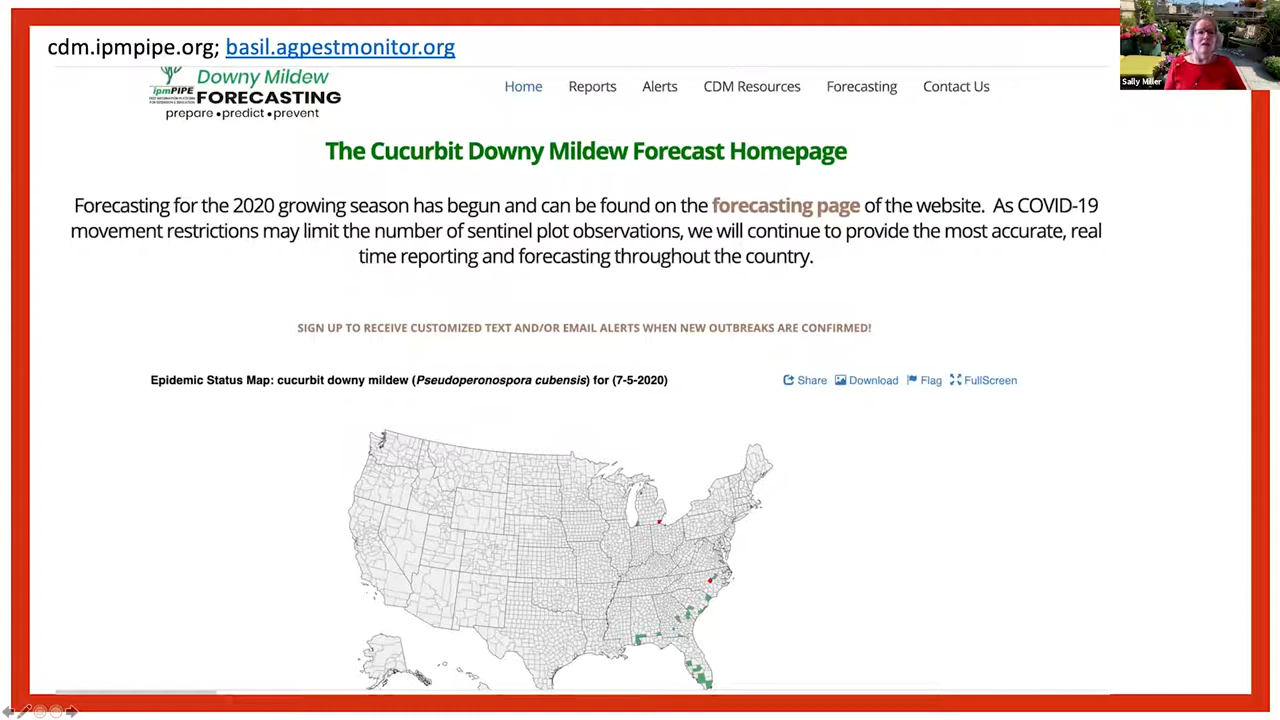 cdm.ipmpipe.org; basil.agpestmonitor.org
Sally Miller
Downy Mildew
ipmPIPE
FORECASTING
prepare •predict •prevent
Home Reports Alerts CDM Resources Forecasting Contact Us
The Cucurbit Downy Mildew Forecast Homepage
Forecasting for the 2020 growing season has begun and can be found on the forecasting page of the website. As COVID-19
movement restrictions may limit the number of sentinel plot observations, we will continue to provide the most accurate, real
time reporting and forecasting throughout the country.
SIGN UP TO RECEIVE CUSTOMIZED TEXT AND/OR EMAIL ALERTS WHEN NEW OUTBREAKS ARE CONFIRMED!
Epidemic Status Map: cucurbit downy mildew (Pseudoperonospora cubensis) for (7-5-2020)
Share Download Flag FullScreen